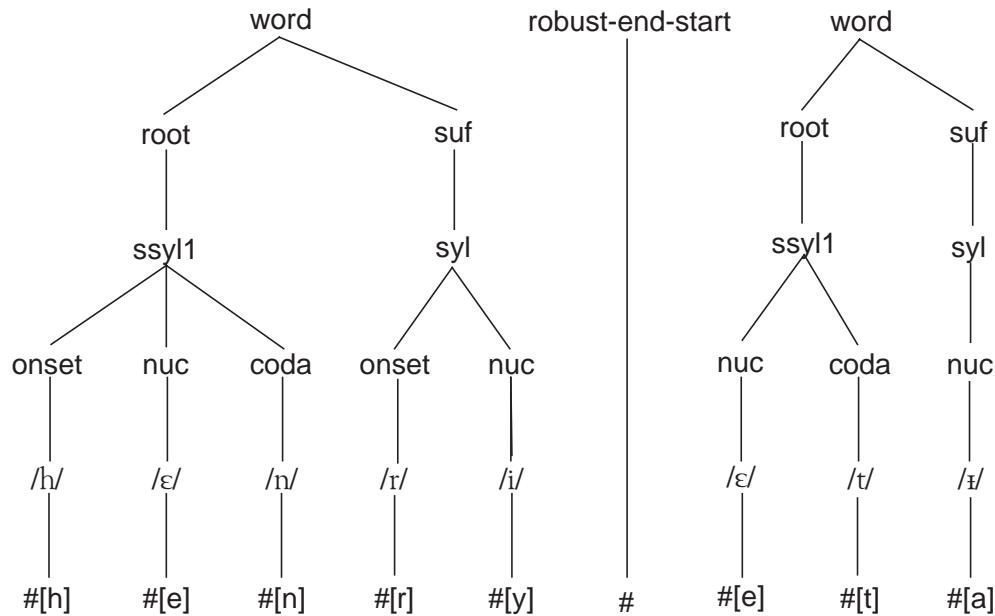 word robust-end-start word
root suf root suf
ssyl1 syl ssyl1 syl
onset nuc coda onset nuc nuc coda nuc
/h/ /ɛ/ /n/ /r/ /i/ /ɛ/ /t/ /ɨ/
#[h] #[e] #[n] #[r] #[y] # #[e] #[t] #[a]